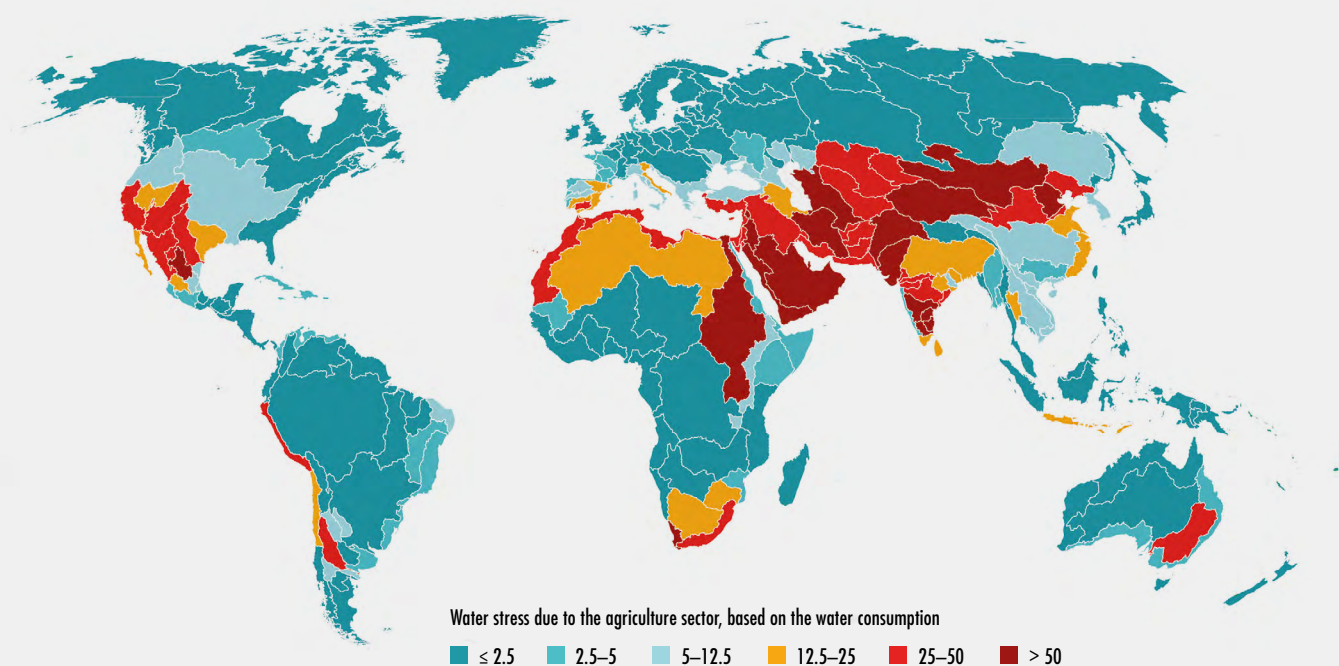 Water stress due to the agriculture sector, based on the water consumption
≤ 2.5 2.5–5 5–12.5 12.5–25 25–50 > 50